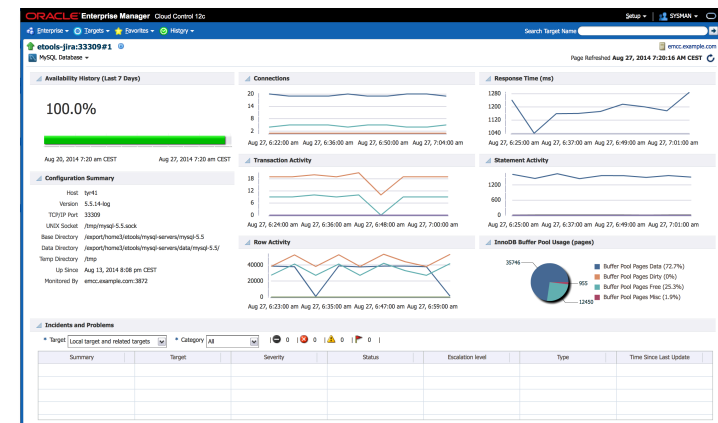 ORACLE Enterprise Manager Cloud Control 12c
Setup SYSMAN
Enterprise Targets Favorites History
Search Target Name
etools-jira:33309#1
emcc.example.com
MySQL Database
Page Refreshed Aug 27, 2014 7:20:16 AM CEST
Availability History (Last 7 Days)
100.0%
Aug 20, 2014 7:20 am CEST Aug 27, 2014 7:20 am CEST
Configuration Summary
Host tyr41
Version 5.5.14-log
TCP/IP Port 33309
UNIX Socket /tmp/mysql-5.5.sock
Base Directory /export/home3/etools/mysql-servers/mysql-5.5
Data Directory /export/home3/etools/mysql-servers/data/mysql-5.5/
Temp Directory /tmp
Up Since Aug 13, 2014 8:08 pm CEST
Monitored By emcc.example.com:3872
Connections
20
14
8
2
Aug 27, 6:22:00 am Aug 27, 6:36:00 am Aug 27, 6:50:00 am Aug 27, 7:04:00 am
Transaction Activity
18
12
6
0
Aug 27, 6:24:00 am Aug 27, 6:36:00 am Aug 27, 6:48:00 am Aug 27, 7:00:00 am
Row Activity
40000
20000
0
Aug 27, 6:23:00 am Aug 27, 6:35:00 am Aug 27, 6:47:00 am Aug 27, 6:59:00 am
Response Time (ms)
1280
1200
1120
1040
Aug 27, 6:25:00 am Aug 27, 6:37:00 am Aug 27, 6:49:00 am Aug 27, 7:01:00 am
Statement Activity
1200
600
0
Aug 27, 6:25:00 am Aug 27, 6:37:00 am Aug 27, 6:49:00 am Aug 27, 7:01:00 am
InnoDB Buffer Pool Usage (pages)
35746
955
12450
Buffer Pool Pages Data (72.7%)
Buffer Pool Pages Dirty (0%)
Buffer Pool Pages Free (25.3%)
Buffer Pool Pages Misc (1.9%)
Incidents and Problems
* Target Local target and related targets * Category All | 0 | 0 | 0 | 0 |
Summary Target Severity Status Escalation level Type Time Since Last Update